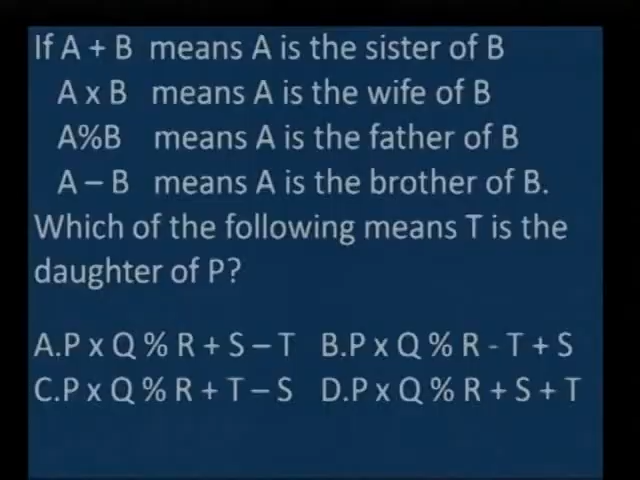 If A + B means A is the sister of B
A x B means A is the wife of B
A%B means A is the father of B
A – B means A is the brother of B.
Which of the following means T is the
daughter of P?
A.P x Q % R + S – T B.P x Q % R - T + S
C.P x Q % R + T – S D.P x Q % R + S + T